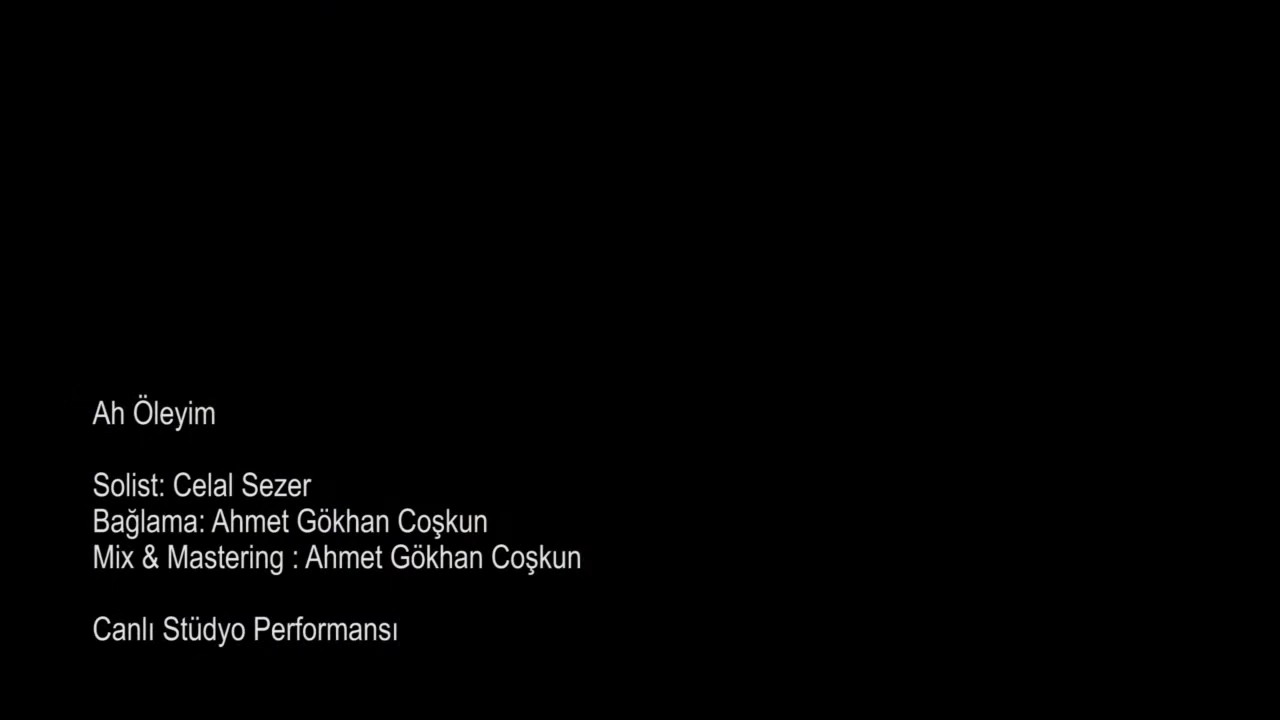 Ah Öleyim
Solist: Celal Sezer
Bağlama: Ahmet Gökhan Coşkun
Mix & Mastering : Ahmet Gökhan Coşkun
Canlı Stüdyo Performansı